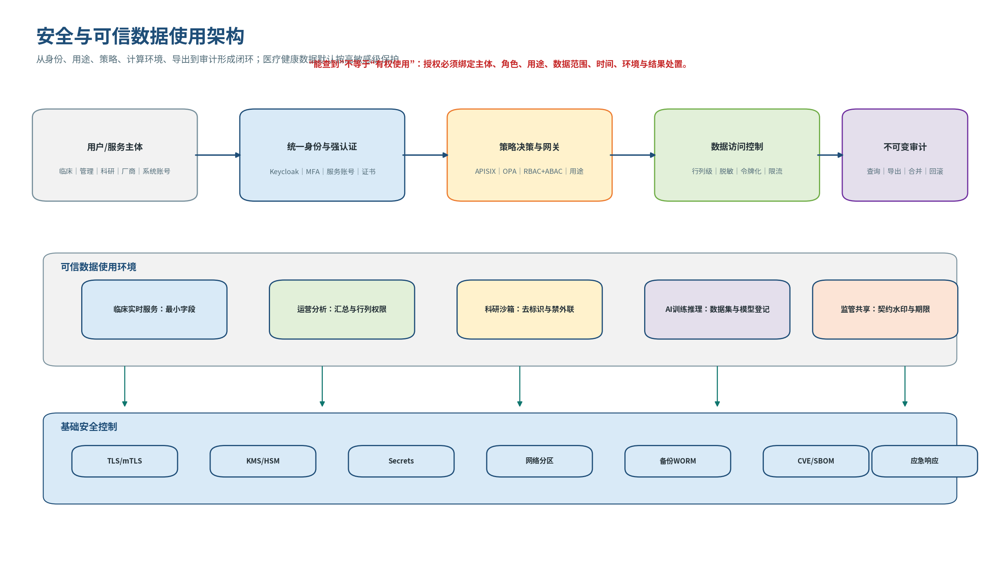 安全与可信数据使用架构
从身份、用途、策略、计算环境、导出到审计形成闭环；医疗健康数据默认按高敏感级保护
“能查到”不等于“有权使用”：授权必须绑定主体、角色、用途、数据范围、时间、环境与结果处置。
用户/服务主体
临床｜管理｜科研｜厂商｜系统账号
统一身份与强认证
Keycloak｜MFA｜服务账号｜证书
策略决策与网关
APISIX｜OPA｜RBAC+ABAC｜用途
数据访问控制
行列级｜脱敏｜令牌化｜限流
不可变审计
查询｜导出｜合并｜回滚
可信数据使用环境
临床实时服务：最小字段
运营分析：汇总与行列权限
科研沙箱：去标识与禁外联
AI训练推理：数据集与模型登记
监管共享：契约水印与期限
基础安全控制
TLS/mTLS
KMS/HSM
Secrets
网络分区
备份WORM
CVE/SBOM
应急响应